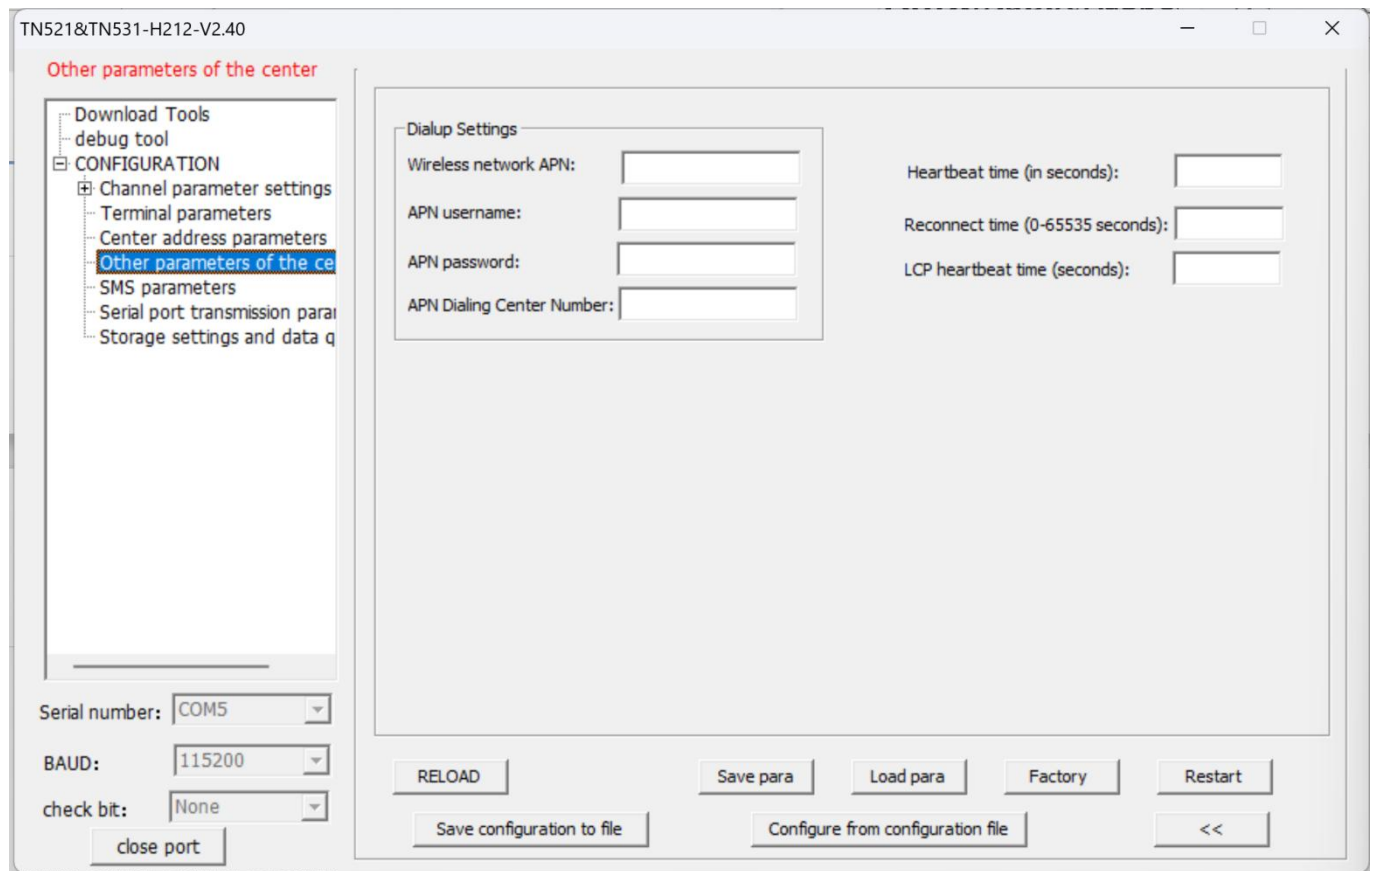 TN521&TN531-H212-V2.40
Other parameters of the center
Download Tools
debug tool
CONFIGURATION
Channel parameter settings
Terminal parameters
Center address parameters
Other parameters of the ce
SMS parameters
Serial port transmission para
Storage settings and data q
Serial number:
COM5
BAUD:
115200
check bit:
None
close port
Dialup Settings
Wireless network APN:
APN username:
APN password:
APN Dialing Center Number:
Heartbeat time (in seconds):
Reconnect time (0-65535 seconds):
LCP heartbeat time (seconds):
RELOAD
Save para
Load para
Factory
Restart
Save configuration to file
Configure from configuration file
<<